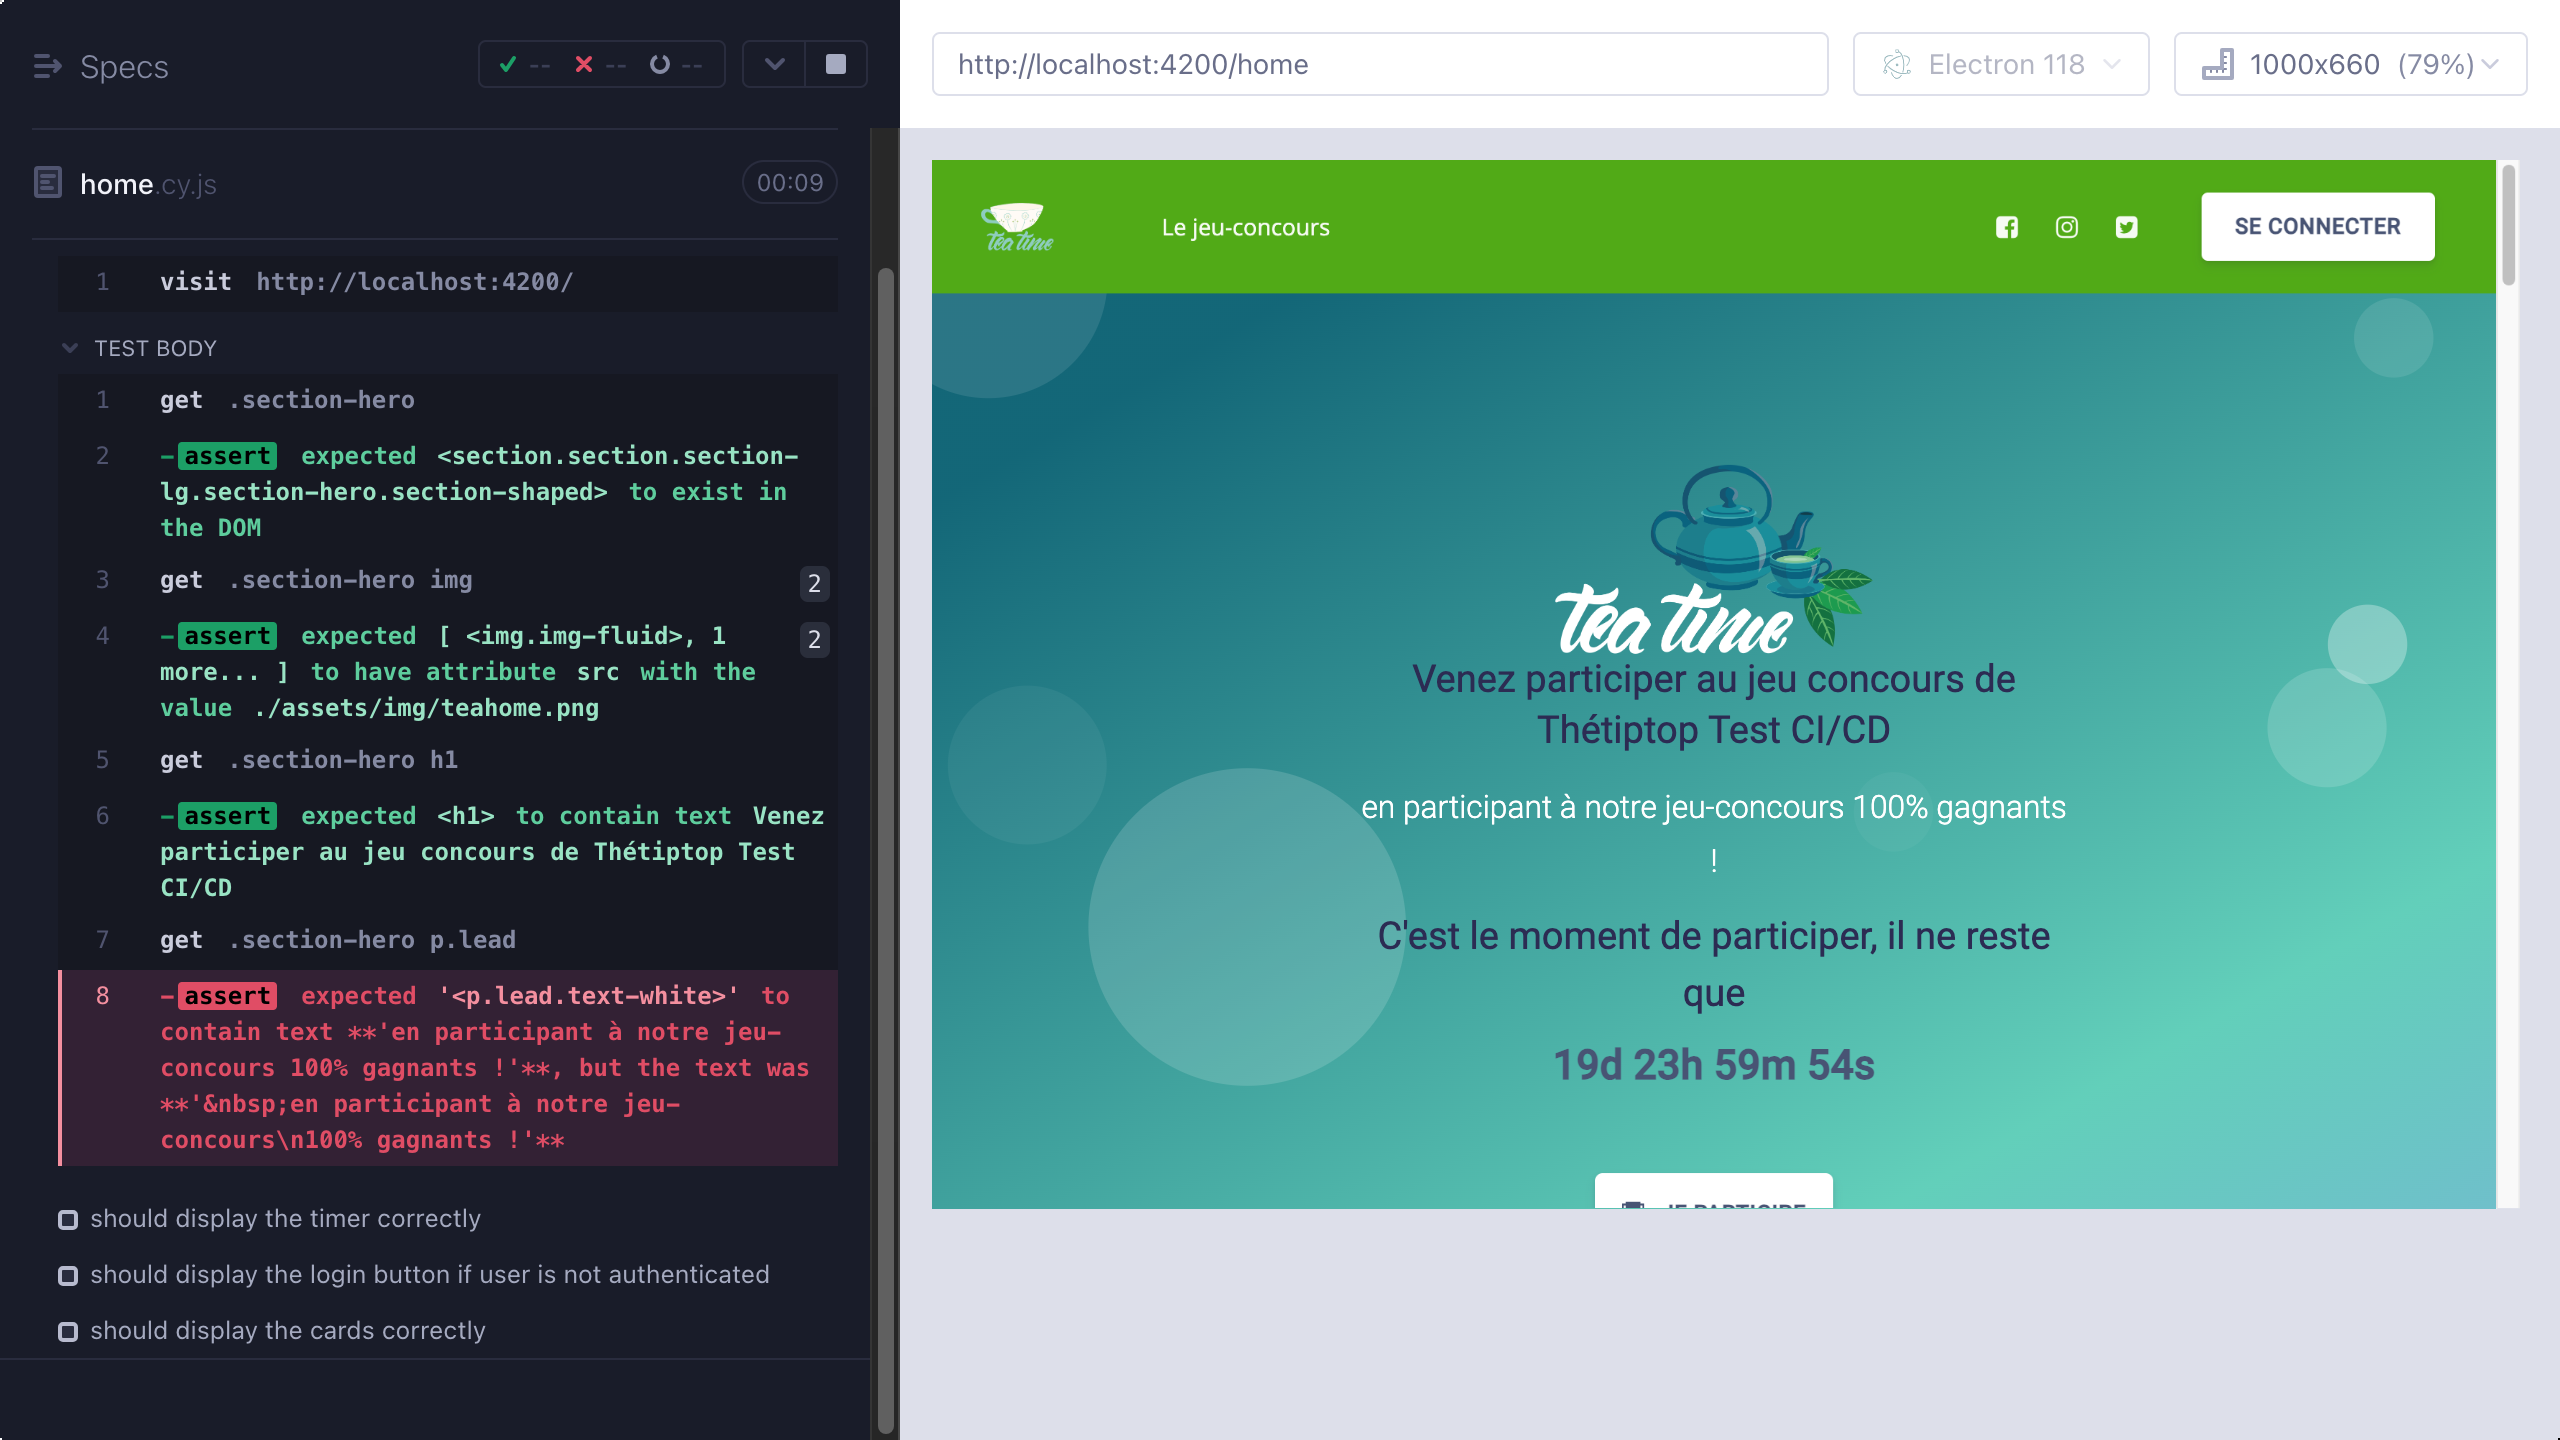 Specs
-- -- --
home.cy.js
00:09
1 visit http://localhost:4200/
TEST BODY
1 get .section-hero
2 -assert expected <section.section.section-
lg.section-hero.section-shaped> to exist in
the DOM
3 get .section-hero img 2
4 -assert expected [ <img.img-fluid>, 1 2
more... ] to have attribute src with the
value ./assets/img/teahome.png
5 get .section-hero h1
6 -assert expected <h1> to contain text Venez
participer au jeu concours de Thétiptop Test
CI/CD
7 get .section-hero p.lead
8 -assert expected '<p.lead.text-white>' to
contain text **'en participant à notre jeu-
concours 100% gagnants !'**, but the text was
**'&nbsp;en participant à notre jeu-
concours\n100% gagnants !'**
should display the timer correctly
should display the login button if user is not authenticated
should display the cards correctly
http://localhost:4200/home
Electron 118
1000x660 (79%)
tea time
Le jeu-concours
SE CONNECTER
tea time
Venez participer au jeu concours de
Thétiptop Test CI/CD
en participant à notre jeu-concours 100% gagnants
!
C'est le moment de participer, il ne reste
que
19d 23h 59m 54s
JE PARTICIPE